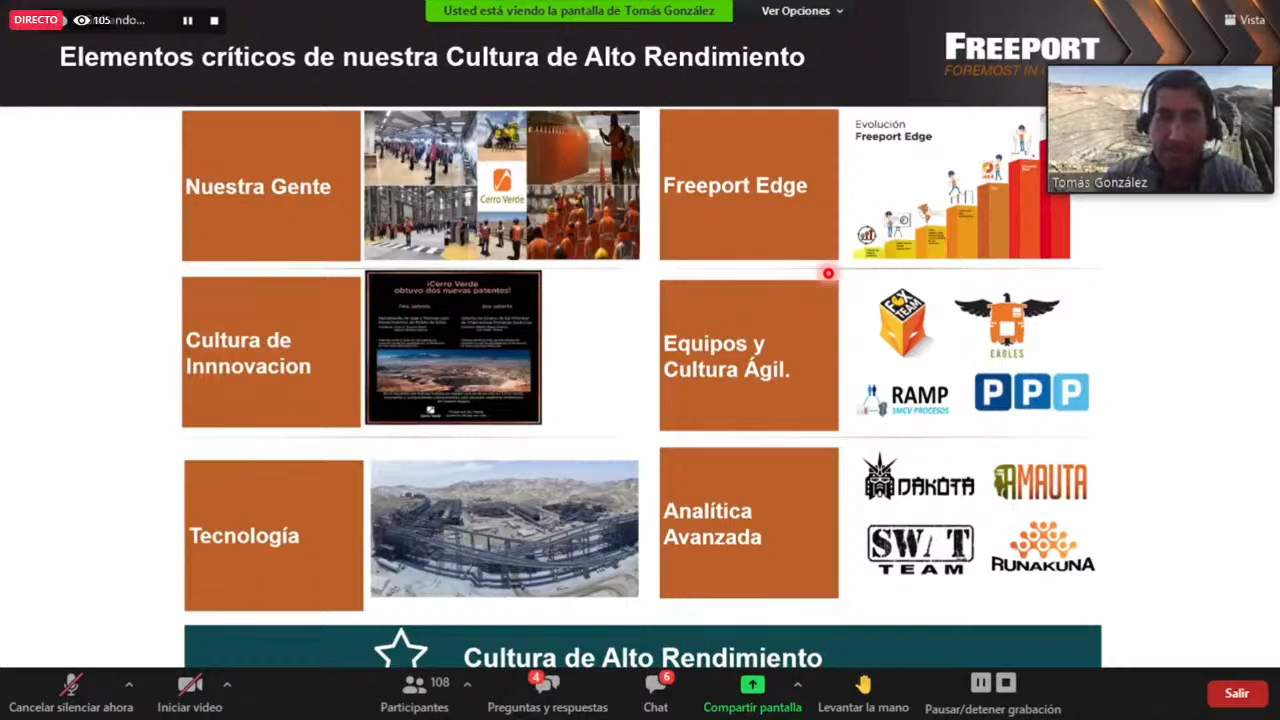 DIRECTO
105
Usted está viendo la pantalla de Tomás González
Ver Opciones
Vista
Elementos críticos de nuestra Cultura de Alto Rendimiento
FREEPORT
FOREMOST IN
Tomás González
Nuestra Gente
Cerro Verde
Freeport Edge
Evolución
Freeport Edge
Cultura de
Innnovacion
¡Cerro Verde
obtuvo dos nuevas patentes!
Cerro Verde
Equipos y
Cultura Ágil.
FOX TEAM
EAGLES
RAMP
SMCV PROCESOS
PPP
Tecnología
Analítica
Avanzada
DAKOTA
AMAUTA
SWAT
TEAM
RUNAKUNA
Cultura de Alto Rendimiento
Cancelar silenciar ahora
Iniciar video
108
Participantes
4
Preguntas y respuestas
6
Chat
Compartir pantalla
Levantar la mano
Pausar/detener grabación
Salir